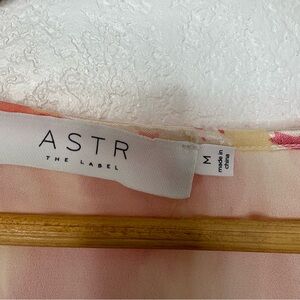 ASTR
THE LABEL
M
made in
china